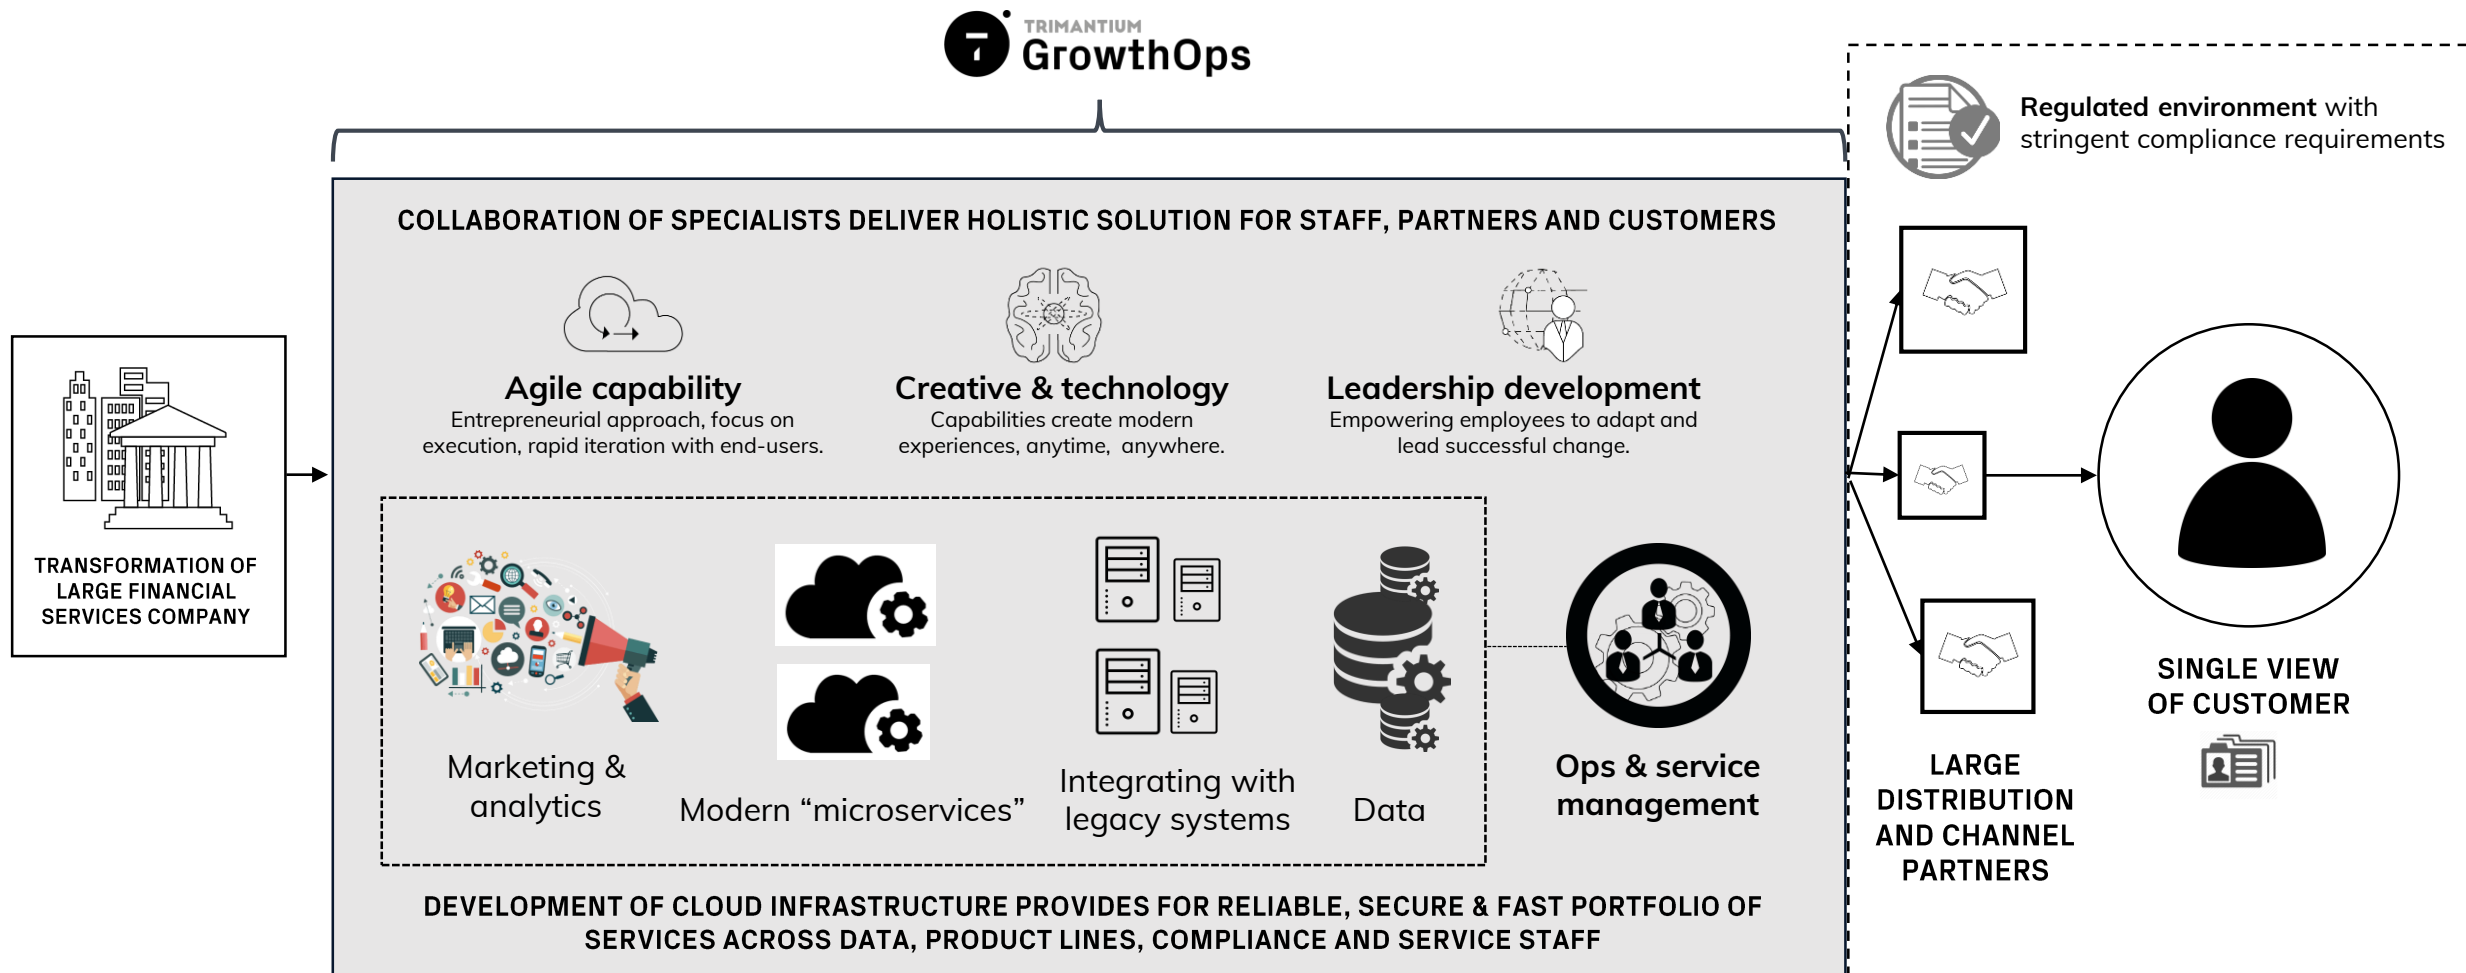 TRIMANTIUM
GrowthOps
Regulated environment with
stringent compliance requirements
COLLABORATION OF SPECIALISTS DELIVER HOLISTIC SOLUTION FOR STAFF, PARTNERS AND CUSTOMERS
Agile capability
Entrepreneurial approach, focus on
execution, rapid iteration with end-users.
Creative & technology
Capabilities create modern
experiences, anytime, anywhere.
Leadership development
Empowering employees to adapt and
lead successful change.
TRANSFORMATION OF
LARGE FINANCIAL
SERVICES COMPANY
Marketing &
analytics
Modern “microservices”
Integrating with
legacy systems
Data
Ops & service
management
LARGE
DISTRIBUTION
AND CHANNEL
PARTNERS
SINGLE VIEW
OF CUSTOMER
DEVELOPMENT OF CLOUD INFRASTRUCTURE PROVIDES FOR RELIABLE, SECURE & FAST PORTFOLIO OF
SERVICES ACROSS DATA, PRODUCT LINES, COMPLIANCE AND SERVICE STAFF